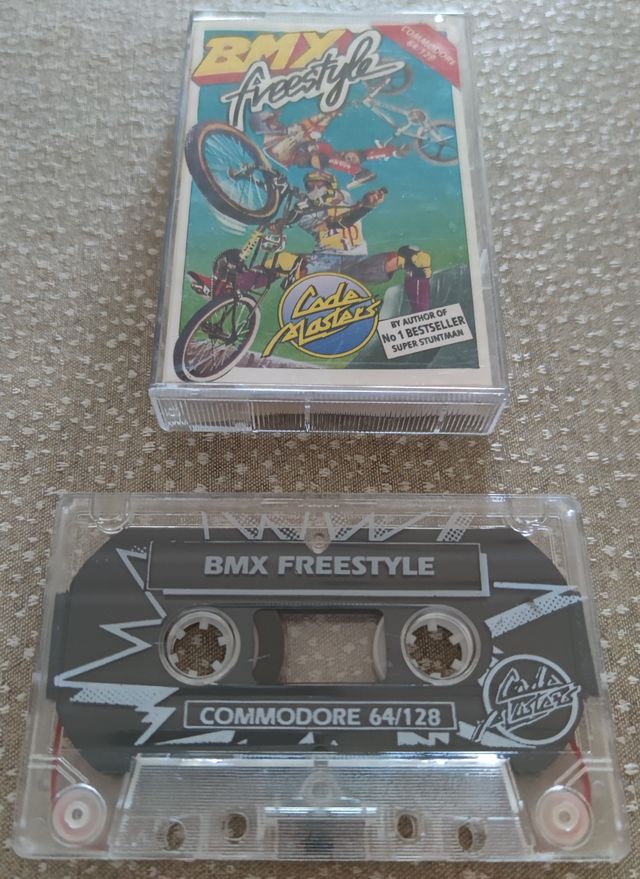 BMX
freestyle
COMMODORE
64/128
Code
Masters
BY AUTHOR OF
No 1 BESTSELLER
SUPER STUNTMAN
BMX FREESTYLE
COMMODORE 64/128
Code
Masters